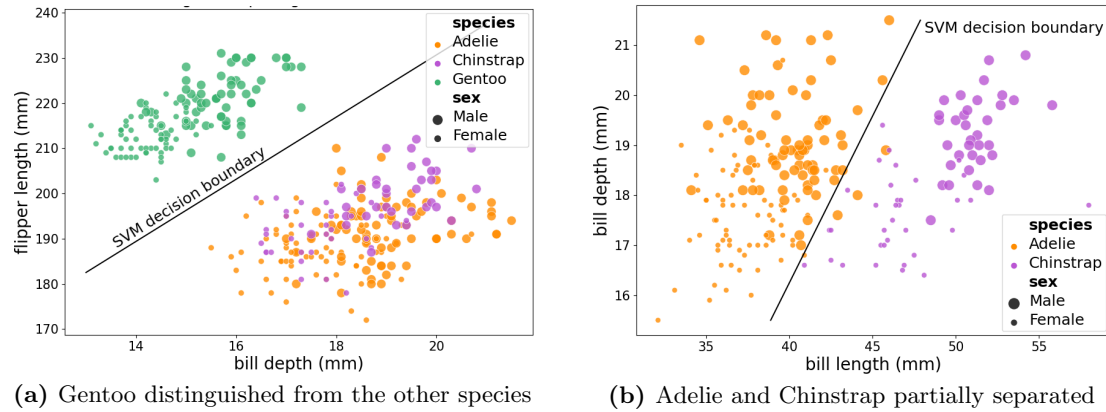 240
230
220
210
200
190
180
170
flipper length (mm)
14
16
18
20
bill depth (mm)
SVM decision boundary
species
Adelie
Chinstrap
Gentoo
sex
Male
Female
(a) Gentoo distinguished from the other species
21
20
19
18
17
16
bill depth (mm)
35
40
45
50
55
bill length (mm)
SVM decision boundary
species
Adelie
Chinstrap
sex
Male
Female
(b) Adelie and Chinstrap partially separated